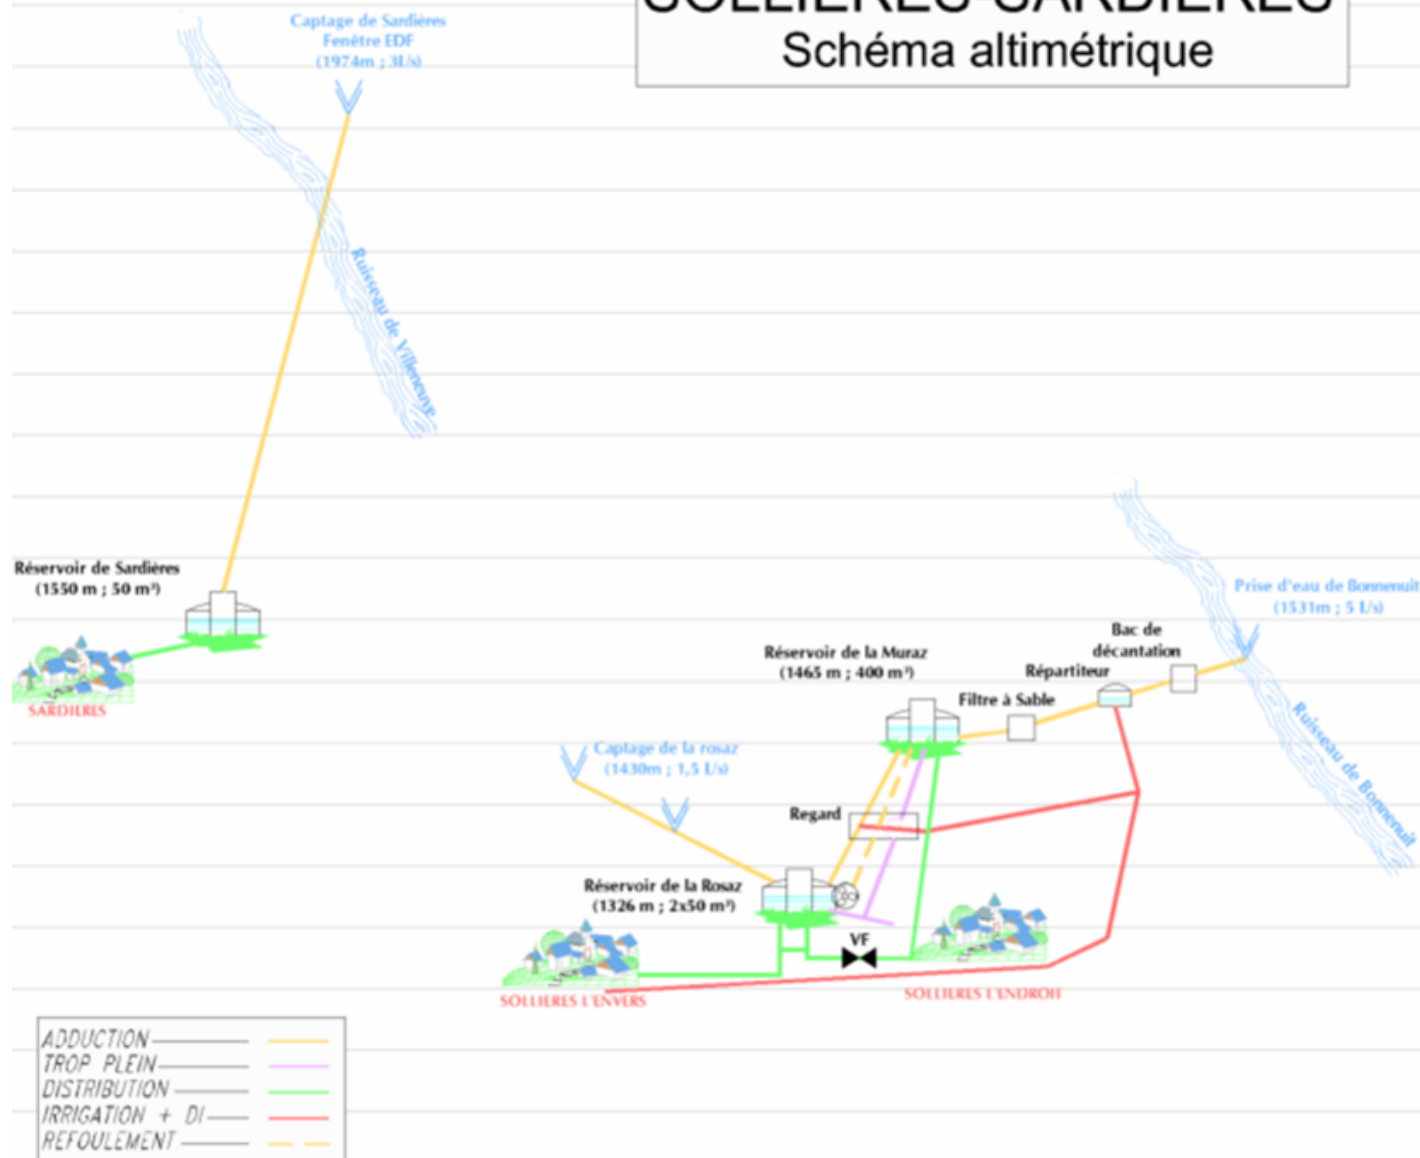 SOLLIERES-SARDIERES
Schéma altimétrique
Captage de Sardières
Fenêtre EDF
(1974m ; 3L/s)
Ruisseau de Villeneuve
Réservoir de Sardières
(1550 m ; 50 m³)
SARDIERES
Prise d'eau de Bonnenuit
(1531m ; 5 L/s)
Bac de
décantation
Répartiteur
Réservoir de la Muraz
(1465 m ; 400 m³)
Filtre à Sable
Ruisseau de Bonnenuit
Captage de la rosaz
(1430m ; 1,5 L/s)
Regard
Réservoir de la Rosaz
(1326 m ; 2x50 m³)
VF
SOLLIERES L'ENVERS
SOLLIERES L'ENDROIT
ADDUCTION
TROP PLEIN
DISTRIBUTION
IRRIGATION + DI
REFOULEMENT